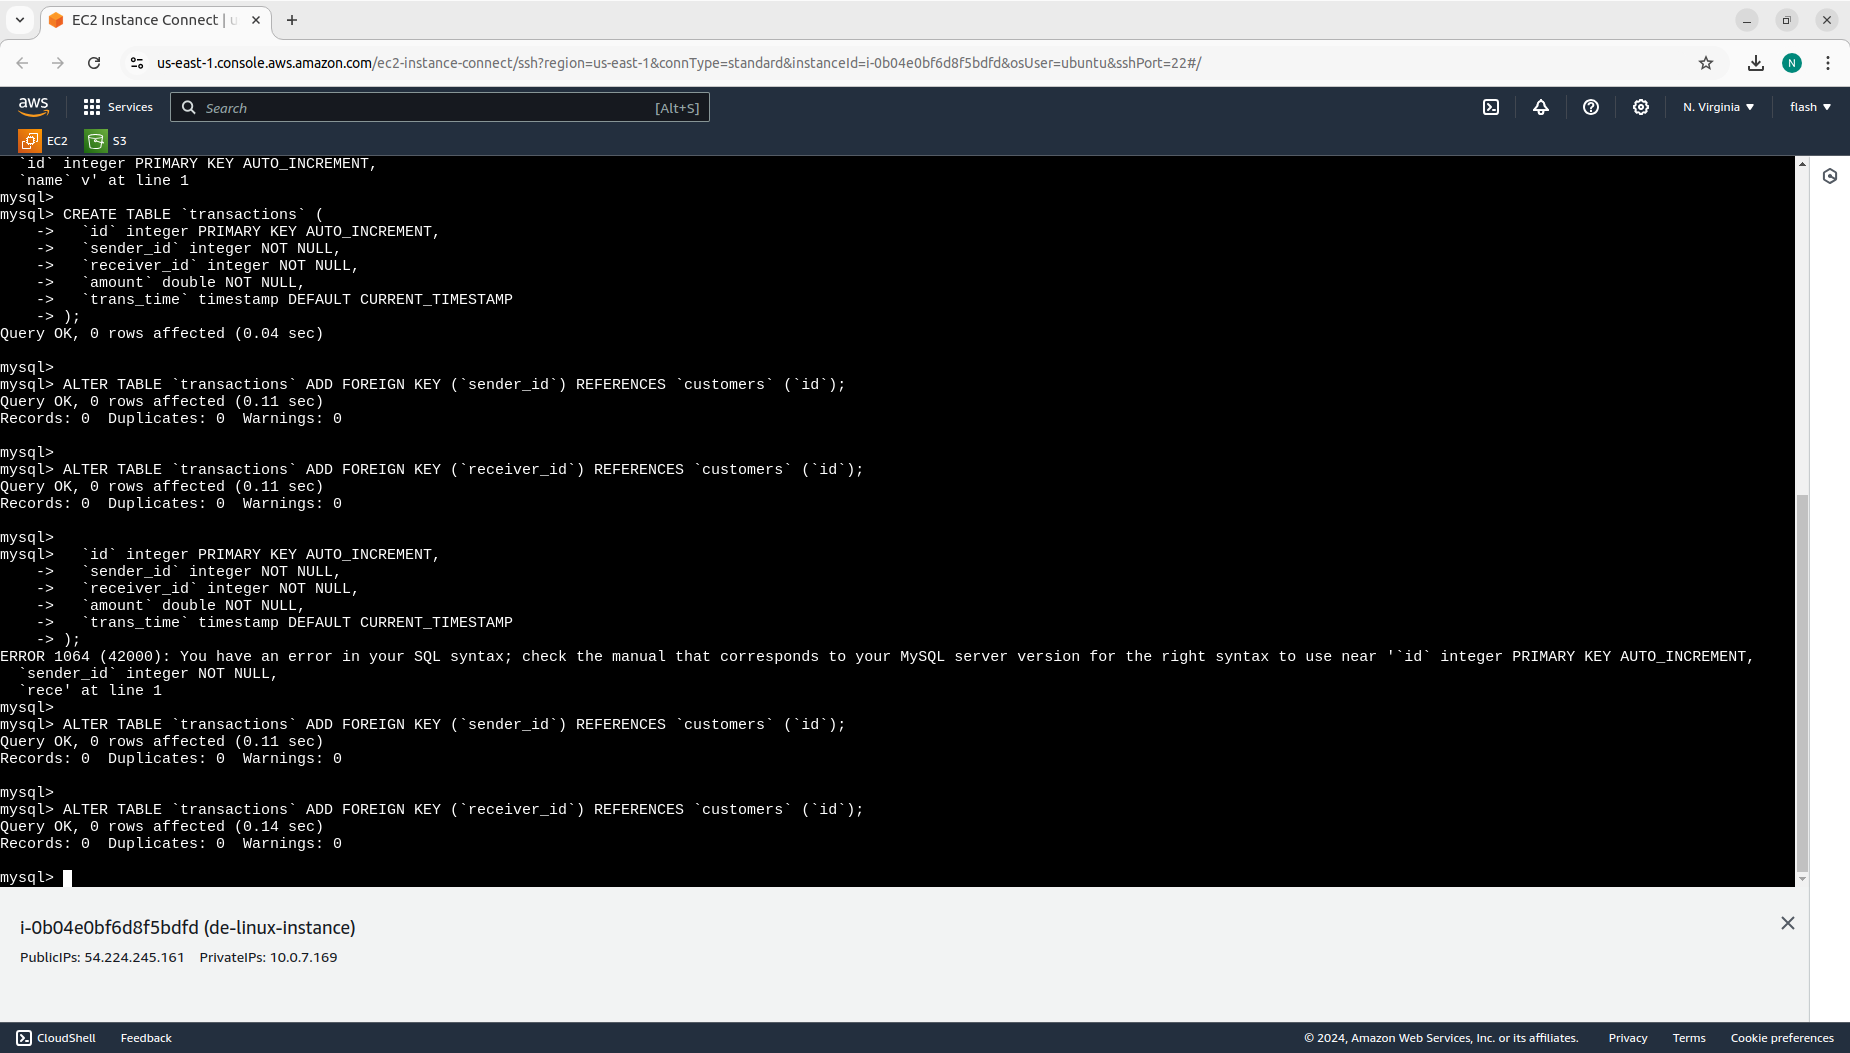 EC2 Instance Connect | u
us-east-1.console.aws.amazon.com/ec2-instance-connect/ssh?region=us-east-1&connType=standard&instanceId=i-0b04e0bf6d8f5bdfd&osUser=ubuntu&sshPort=22#/
N
aws
Services
Search
[Alt+S]
N. Virginia
flash
EC2
S3
  `id` integer PRIMARY KEY AUTO_INCREMENT,
  `name` v' at line 1
mysql>
mysql> CREATE TABLE `transactions` (
    ->   `id` integer PRIMARY KEY AUTO_INCREMENT,
    ->   `sender_id` integer NOT NULL,
    ->   `receiver_id` integer NOT NULL,
    ->   `amount` double NOT NULL,
    ->   `trans_time` timestamp DEFAULT CURRENT_TIMESTAMP
    -> );
Query OK, 0 rows affected (0.04 sec)
mysql>
mysql> ALTER TABLE `transactions` ADD FOREIGN KEY (`sender_id`) REFERENCES `customers` (`id`);
Query OK, 0 rows affected (0.11 sec)
Records: 0  Duplicates: 0  Warnings: 0
mysql>
mysql> ALTER TABLE `transactions` ADD FOREIGN KEY (`receiver_id`) REFERENCES `customers` (`id`);
Query OK, 0 rows affected (0.11 sec)
Records: 0  Duplicates: 0  Warnings: 0
mysql>
mysql>   `id` integer PRIMARY KEY AUTO_INCREMENT,
    ->   `sender_id` integer NOT NULL,
    ->   `receiver_id` integer NOT NULL,
    ->   `amount` double NOT NULL,
    ->   `trans_time` timestamp DEFAULT CURRENT_TIMESTAMP
    -> );
ERROR 1064 (42000): You have an error in your SQL syntax; check the manual that corresponds to your MySQL server version for the right syntax to use near '`id` integer PRIMARY KEY AUTO_INCREMENT,
  `sender_id` integer NOT NULL,
  `rece' at line 1
mysql>
mysql> ALTER TABLE `transactions` ADD FOREIGN KEY (`sender_id`) REFERENCES `customers` (`id`);
Query OK, 0 rows affected (0.11 sec)
Records: 0  Duplicates: 0  Warnings: 0
mysql>
mysql> ALTER TABLE `transactions` ADD FOREIGN KEY (`receiver_id`) REFERENCES `customers` (`id`);
Query OK, 0 rows affected (0.14 sec)
Records: 0  Duplicates: 0  Warnings: 0
mysql>
i-0b04e0bf6d8f5bdfd (de-linux-instance)
PublicIPs: 54.224.245.161 PrivateIPs: 10.0.7.169
CloudShell Feedback © 2024, Amazon Web Services, Inc. or its affiliates. Privacy Terms Cookie preferences